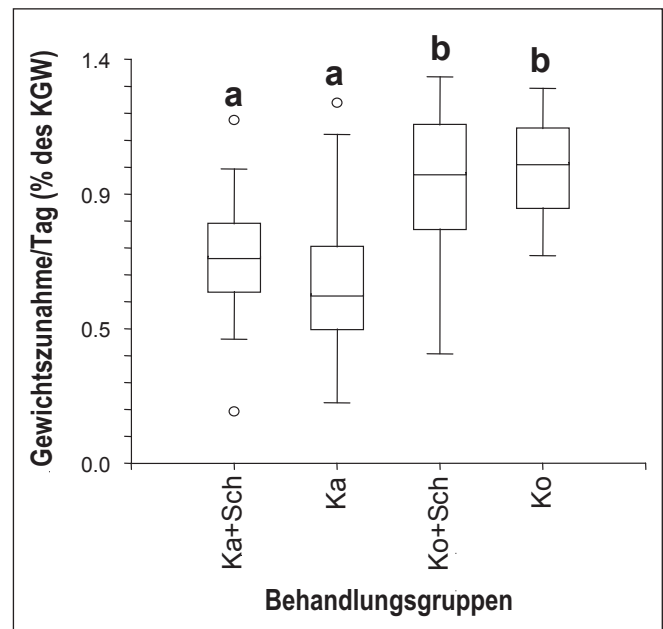 Gewichtszunahme/Tag (% des KGW)
1.4
0.9
0.5
0.0
a
a
b
b
Ka+Sch
Ka
Ko+Sch
Ko
Behandlungsgruppen